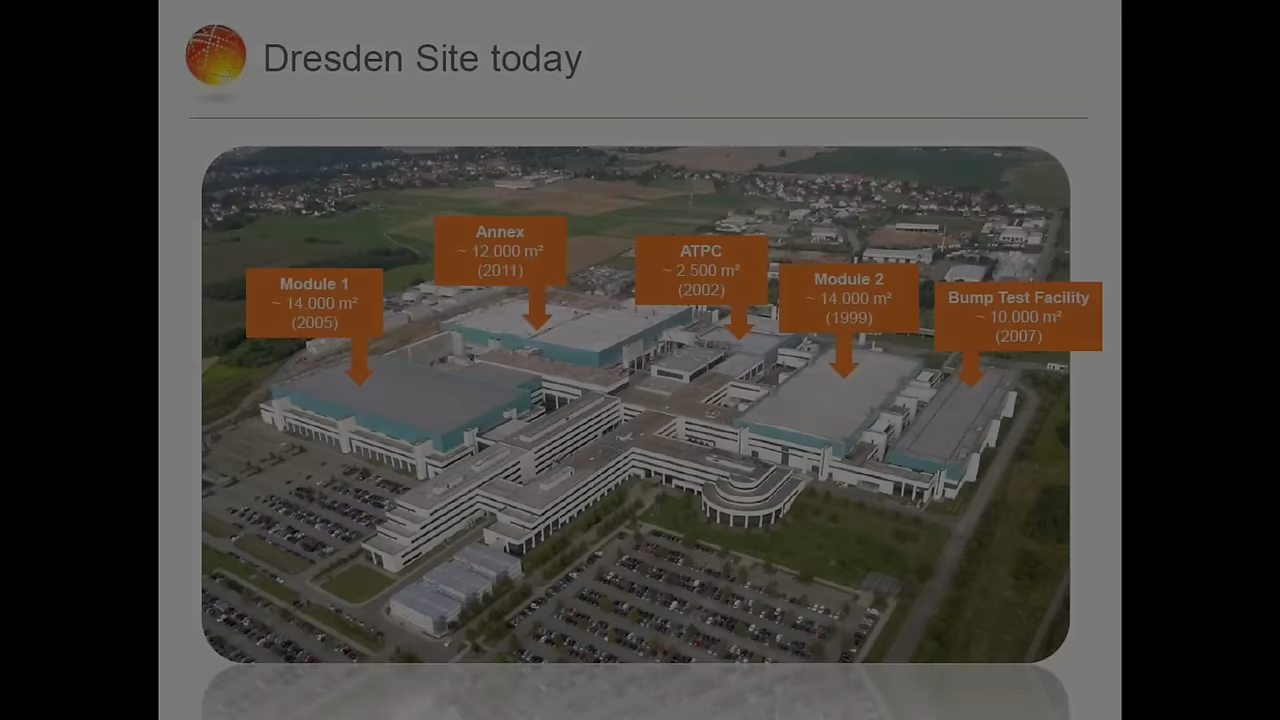 Dresden Site today
Annex
~ 12.000 m²
(2011)
ATPC
~ 2.500 m²
(2002)
Module 1
~ 14.000 m²
(2005)
Module 2
~ 14.000 m²
(1999)
Bump Test Facility
~ 10.000 m²
(2007)